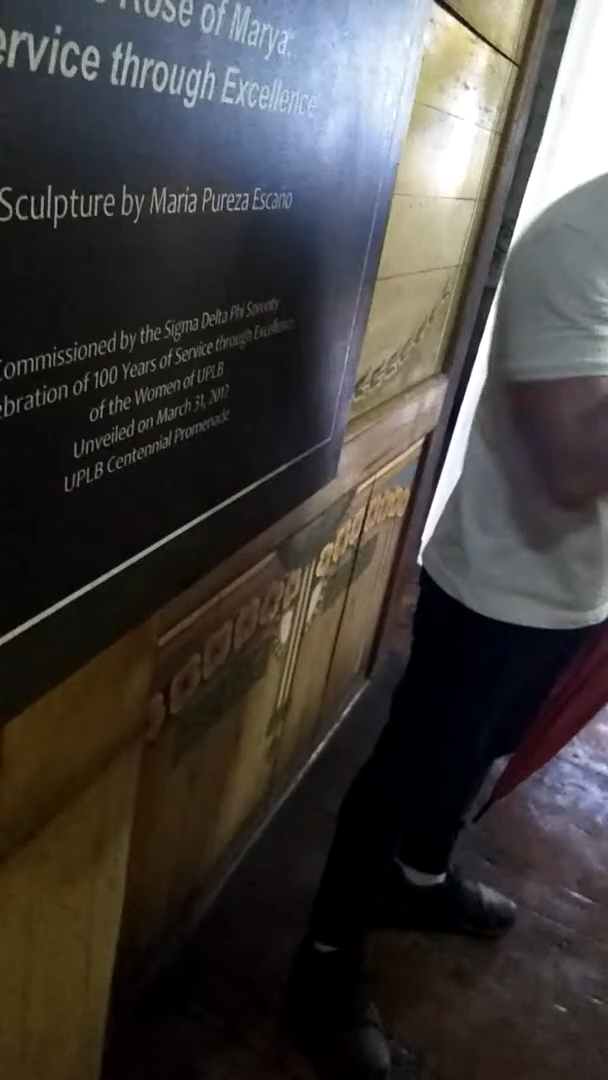 Rose of Marya:
ervice through Excellence
Sculpture by Maria Pureza Escaño
Commissioned by the Sigma Delta Phi Sorority
ebration of 100 Years of Service through Excellence
of the Women of UPLB
Unveiled on March 31, 2012
UPLB Centennial Promenade